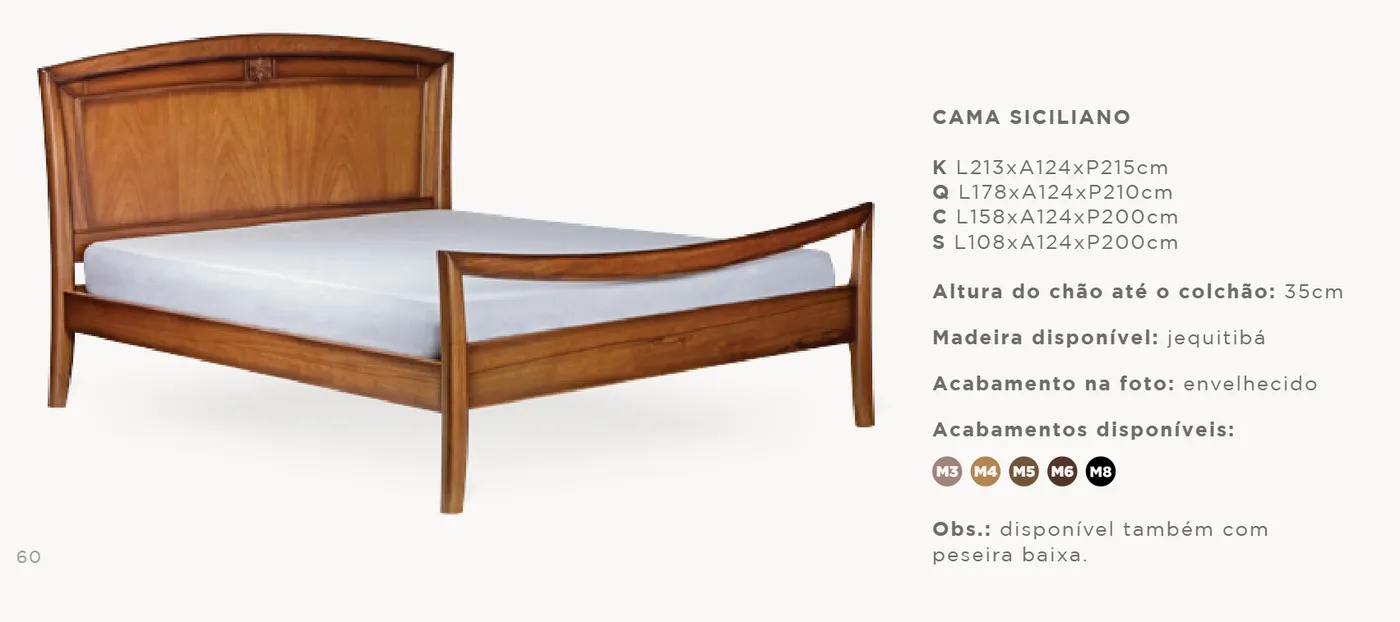 CAMA SICILIANO
K L213xA124xP215cm
Q L178xA124xP210cm
C L158xA124xP200cm
S L108xA124xP200cm
Altura do chão até o colchão: 35cm
Madeira disponível: jequitibá
Acabamento na foto: envelhecido
Acabamentos disponíveis:
M3 M4 M5 M6 M8
Obs.: disponível também com
peseira baixa.
60